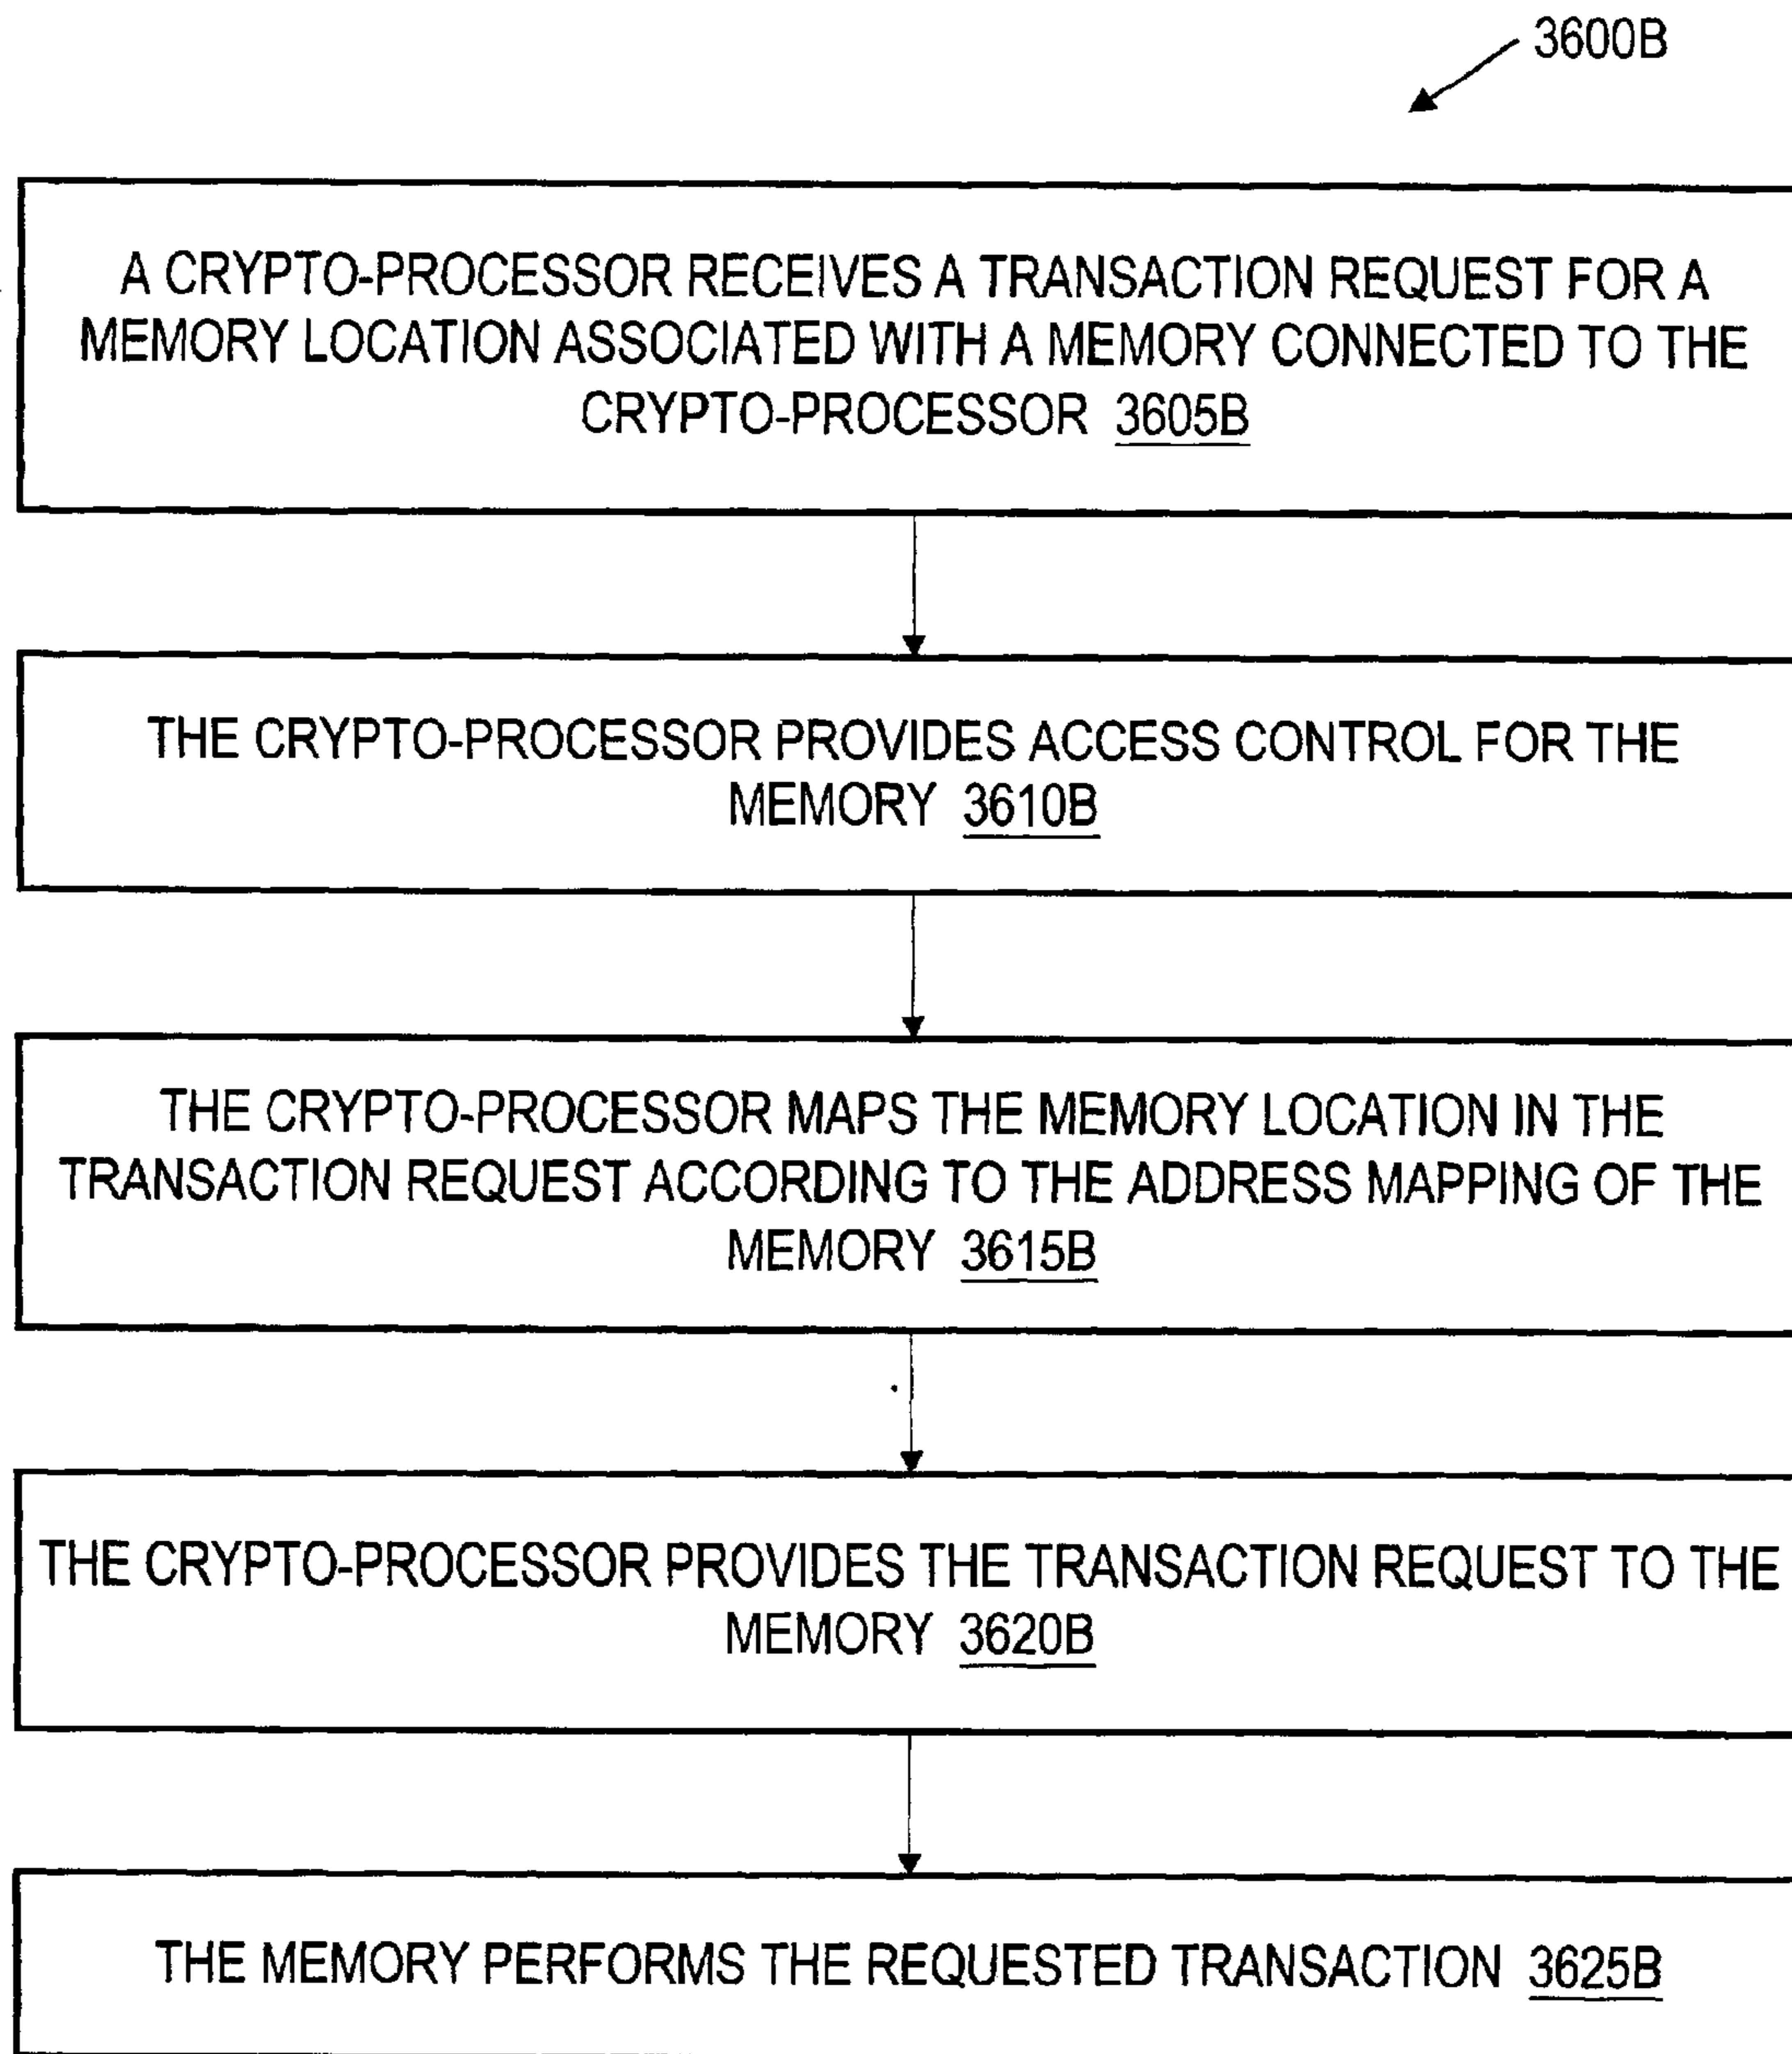 3600B
A CRYPTO-PROCESSOR RECEIVES A TRANSACTION REQUEST FOR A
MEMORY LOCATION ASSOCIATED WITH A MEMORY CONNECTED TO THE
CRYPTO-PROCESSOR 3605B
THE CRYPTO-PROCESSOR PROVIDES ACCESS CONTROL FOR THE
MEMORY 3610B
THE CRYPTO-PROCESSOR MAPS THE MEMORY LOCATION IN THE
TRANSACTION REQUEST ACCORDING TO THE ADDRESS MAPPING OF THE
MEMORY 3615B
THE CRYPTO-PROCESSOR PROVIDES THE TRANSACTION REQUEST TO THE
MEMORY 3620B
THE MEMORY PERFORMS THE REQUESTED TRANSACTION 3625B